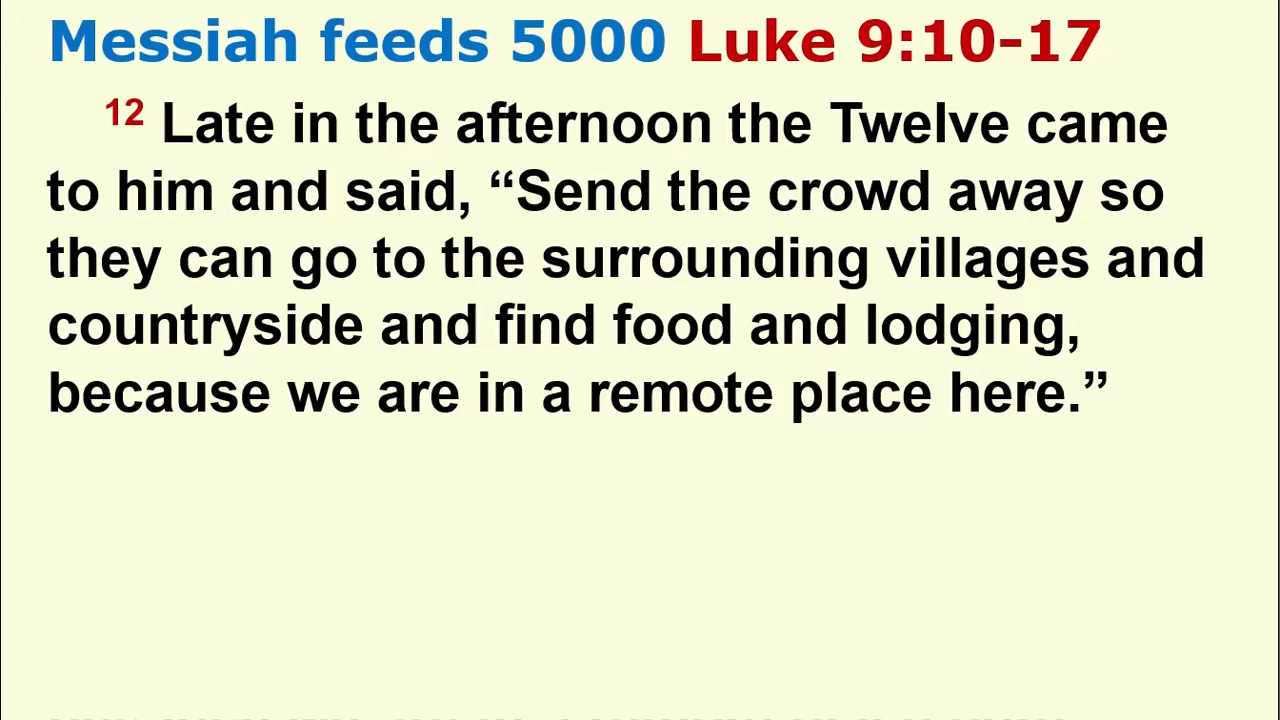 Messiah feeds 5000 Luke 9:10-17
12 Late in the afternoon the Twelve came
to him and said, “Send the crowd away so
they can go to the surrounding villages and
countryside and find food and lodging,
because we are in a remote place here.”